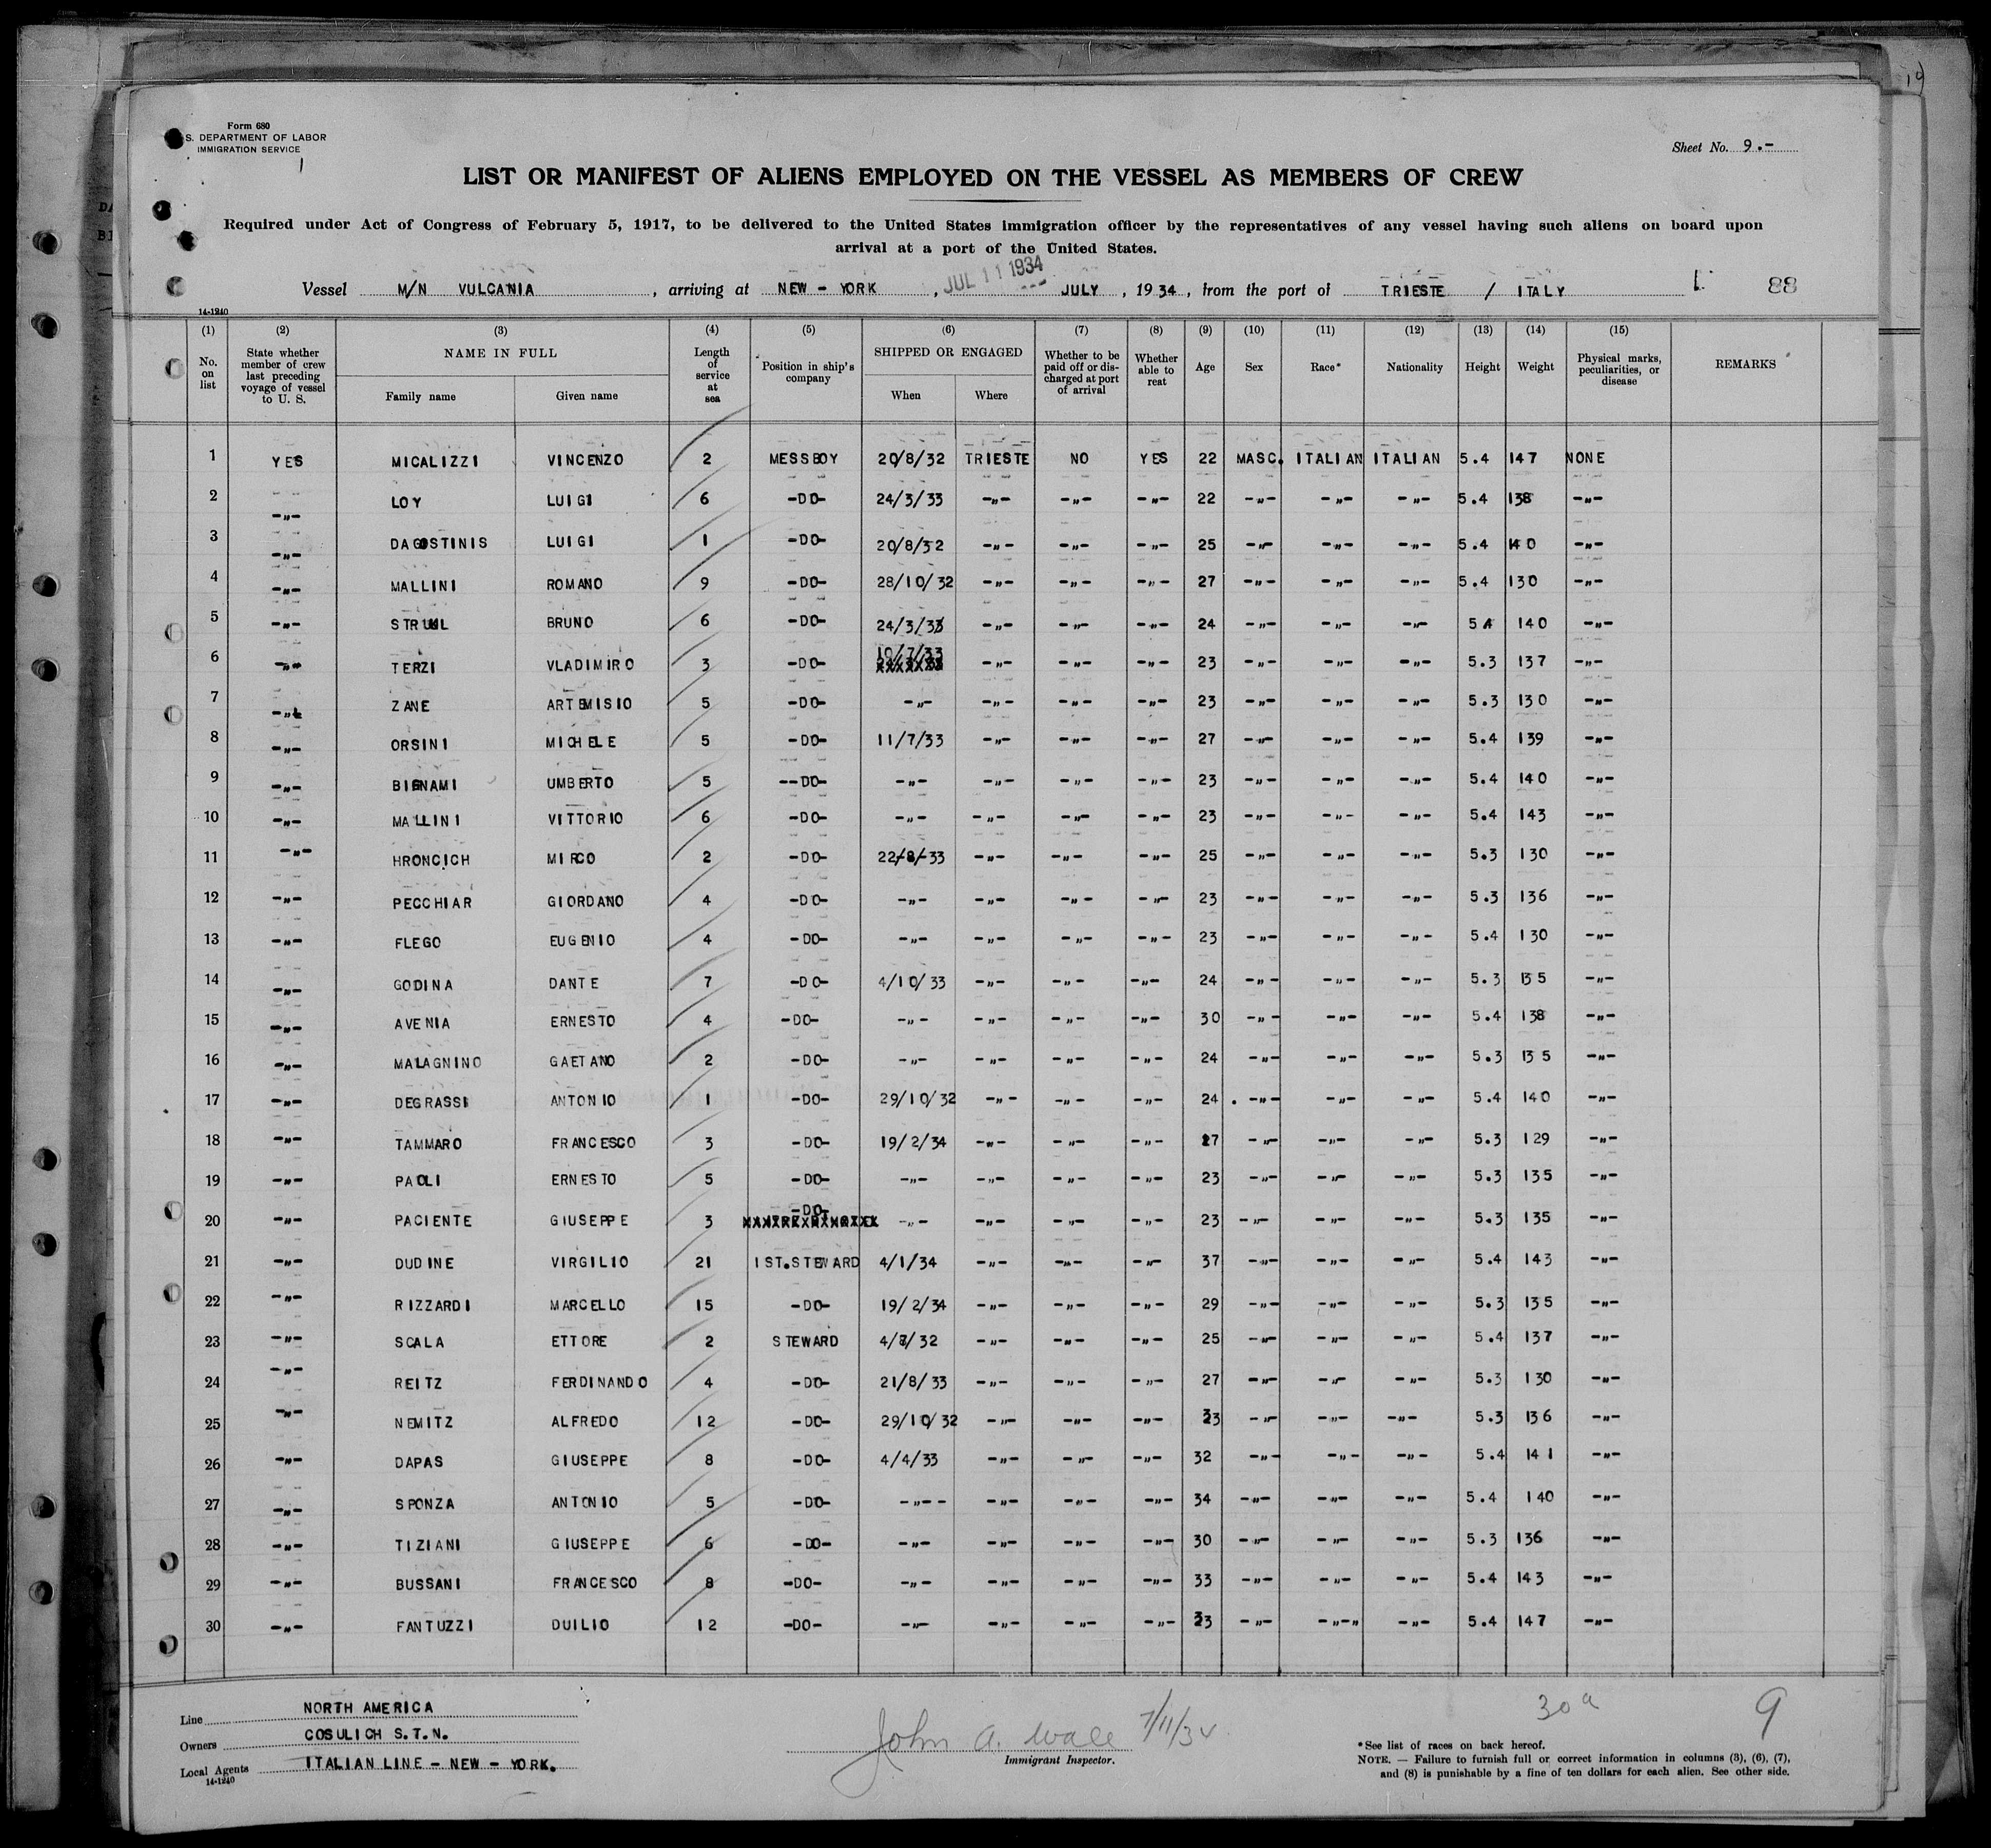 Form 680
S. DEPARTMENT OF LABOR
IMMIGRATION SERVICE
Sheet No. 9.-
LIST OR MANIFEST OF ALIENS EMPLOYED ON THE VESSEL AS MEMBERS OF CREW
Required under Act of Congress of February 5, 1917, to be delivered to the United States immigration officer by the representatives of any vessel having such aliens on board upon
arrival at a port of the United States.
Vessel M/N VULCANIA , arriving at NEW - YORK , JUL 11 1934 JULY , 1934 , from the port of TRIESTE / ITALY 88
14-1240
(1) (2) (3) (4) (5) (6) (7) (8) (9) (10) (11) (12) (13) (14) (15)
No. on list | State whether member of crew last preceding voyage of vessel to U. S. | NAME IN FULL | Family name | Given name | Length of service at sea | Position in ship's company | SHIPPED OR ENGAGED | When | Where | Whether to be paid off or discharged at port of arrival | Whether able to reat | Age | Sex | Race* | Nationality | Height | Weight | Physical marks, peculiarities, or disease | REMARKS
1 YES MICALIZZI VINCENZO 2 MESSBOY 20/8/32 TRIESTE NO YES 22 MASC. ITALIAN ITALIAN 5.4 147 NONE
2 -"- LOY LUIGI 6 -DO- 24/3/33 -"- -"- -"- 22 -"- -"- -"- 5.4 138 -"-
3 -"- DAGOSTINIS LUIGI 1 -DO- 20/8/32 -"- -"- -"- 25 -"- -"- -"- 5.4 140 -"-
4 -"- MALLINI ROMANO 9 -DO- 28/10/32 -"- -"- -"- 27 -"- -"- -"- 5.4 130 -"-
5 -"- BRUNO 6 -DO- 24/3/33 -"- -"- -"- 24 -"- -"- -"- 5.4 140 -"-
6 -"- TERZI VLADIMIRO 3 -DO- 10/7/33 -"- -"- -"- 23 -"- -"- -"- 5.3 137 -"-
7 -"- ZANE ARTEMISIO 5 -DO- -"- -"- -"- -"- 23 -"- -"- -"- 5.3 130 -"-
8 -"- ORSINI MICHELE 5 -DO- 11/7/33 -"- -"- -"- 27 -"- -"- -"- 5.4 139 -"-
9 -"- BIGNAMI UMBERTO 5 --DO- -"- -"- -"- -"- 23 -"- -"- -"- 5.4 140 -"-
10 -"- MALLINI VITTORIO 6 -DO- -"- -"- -"- -"- 23 -"- -"- -"- 5.4 143 -"-
11 -"- HRONCICH MIRCO 2 -DO- 22-8-33 -"- -"- -"- 25 -"- -"- -"- 5.3 130 -"-
12 -"- PECCHIAR GIORDANO 4 -DO- -"- -"- -"- -"- 23 -"- -"- -"- 5.3 136 -"-
13 -"- FLEGO EUGENIO 4 -DO- -"- -"- -"- -"- 23 -"- -"- -"- 5.4 130 -"-
14 -"- GODINA DANTE 7 -DO- 4/10/33 -"- -"- -"- 24 -"- -"- -"- 5.3 135 -"-
15 -"- AVENIA ERNESTO 4 -DO- -"- -"- -"- -"- 30 -"- -"- -"- 5.4 138 -"-
16 -"- MALAGNINO GAETANO 2 -DO- -"- -"- -"- -"- 24 -"- -"- -"- 5.3 135 -"-
17 -"- DEGRASSI ANTONIO 1 -DO- 29/10/32 -"- -"- -"- 24 -"- -"- -"- 5.4 140 -"-
18 -"- TAMMARO FRANCESCO 3 -DO- 19/2/34 -"- -"- -"- 27 -"- -"- -"- 5.3 129 -"-
19 -"- PAOLI ERNESTO 5 -DO- -"- -"- -"- -"- 23 -"- -"- -"- 5.3 135 -"-
20 -"- PACIENTE GIUSEPPE 3 -DO- -"- -"- -"- -"- 23 -"- -"- -"- 5.3 135 -"-
21 -"- DUDINE VIRGILIO 21 1ST.STEWARD 4/1/34 -"- -"- -"- 37 -"- -"- -"- 5.4 143 -"-
22 -"- RIZZARDI MARCELLO 15 -DO- 19/2/34 -"- -"- -"- 29 -"- -"- -"- 5.3 135 -"-
23 -"- SCALA ETTORE 2 STEWARD -"- -"- -"- 25 -"- -"- -"- 5.4 137 -"-
24 -"- REITZ FERDINANDO 4 -DO- 21/8/33 -"- -"- -"- 27 -"- -"- -"- 5.3 130 -"-
25 -"- NEMITZ ALFREDO 12 -DO- 29/10/32 -"- -"- -"- 33 -"- -"- -"- 5.3 136 -"-
26 -"- DAPAS GIUSEPPE 8 -DO- 4/4/33 -"- -"- -"- 32 -"- -"- -"- 5.4 141 -"-
27 -"- SPONZA ANTONIO 5 -DO- -"-- -"- -"- -"- 34 -"- -"- -"- 5.4 140 -"-
28 -"- TIZIANI GIUSEPPE 6 -DO- -"- -"- -"- -"- 30 -"- -"- -"- 5.3 136 -"-
29 -"- BUSSANI FRANCESCO 8 -DO- -"- -"- -"- -"- 33 -"- -"- -"- 5.4 143 -"-
30 -"- FANTUZZI DUILIO 12 -DO- -"- -"- -"- -"- 33 -"- -"-" -"- 5.4 147 -"-
Line NORTH AMERICA
Owners COSULICH S.T.N.
Local Agents ITALIAN LINE - NEW - YORK.
14-1240
John A. Wall 7/11/34
Immigrant Inspector.
30a 9
*See list of races on back hereof.
NOTE. — Failure to furnish full or correct information in columns (3), (6), (7),
and (8) is punishable by a fine of ten dollars for each alien. See other side.